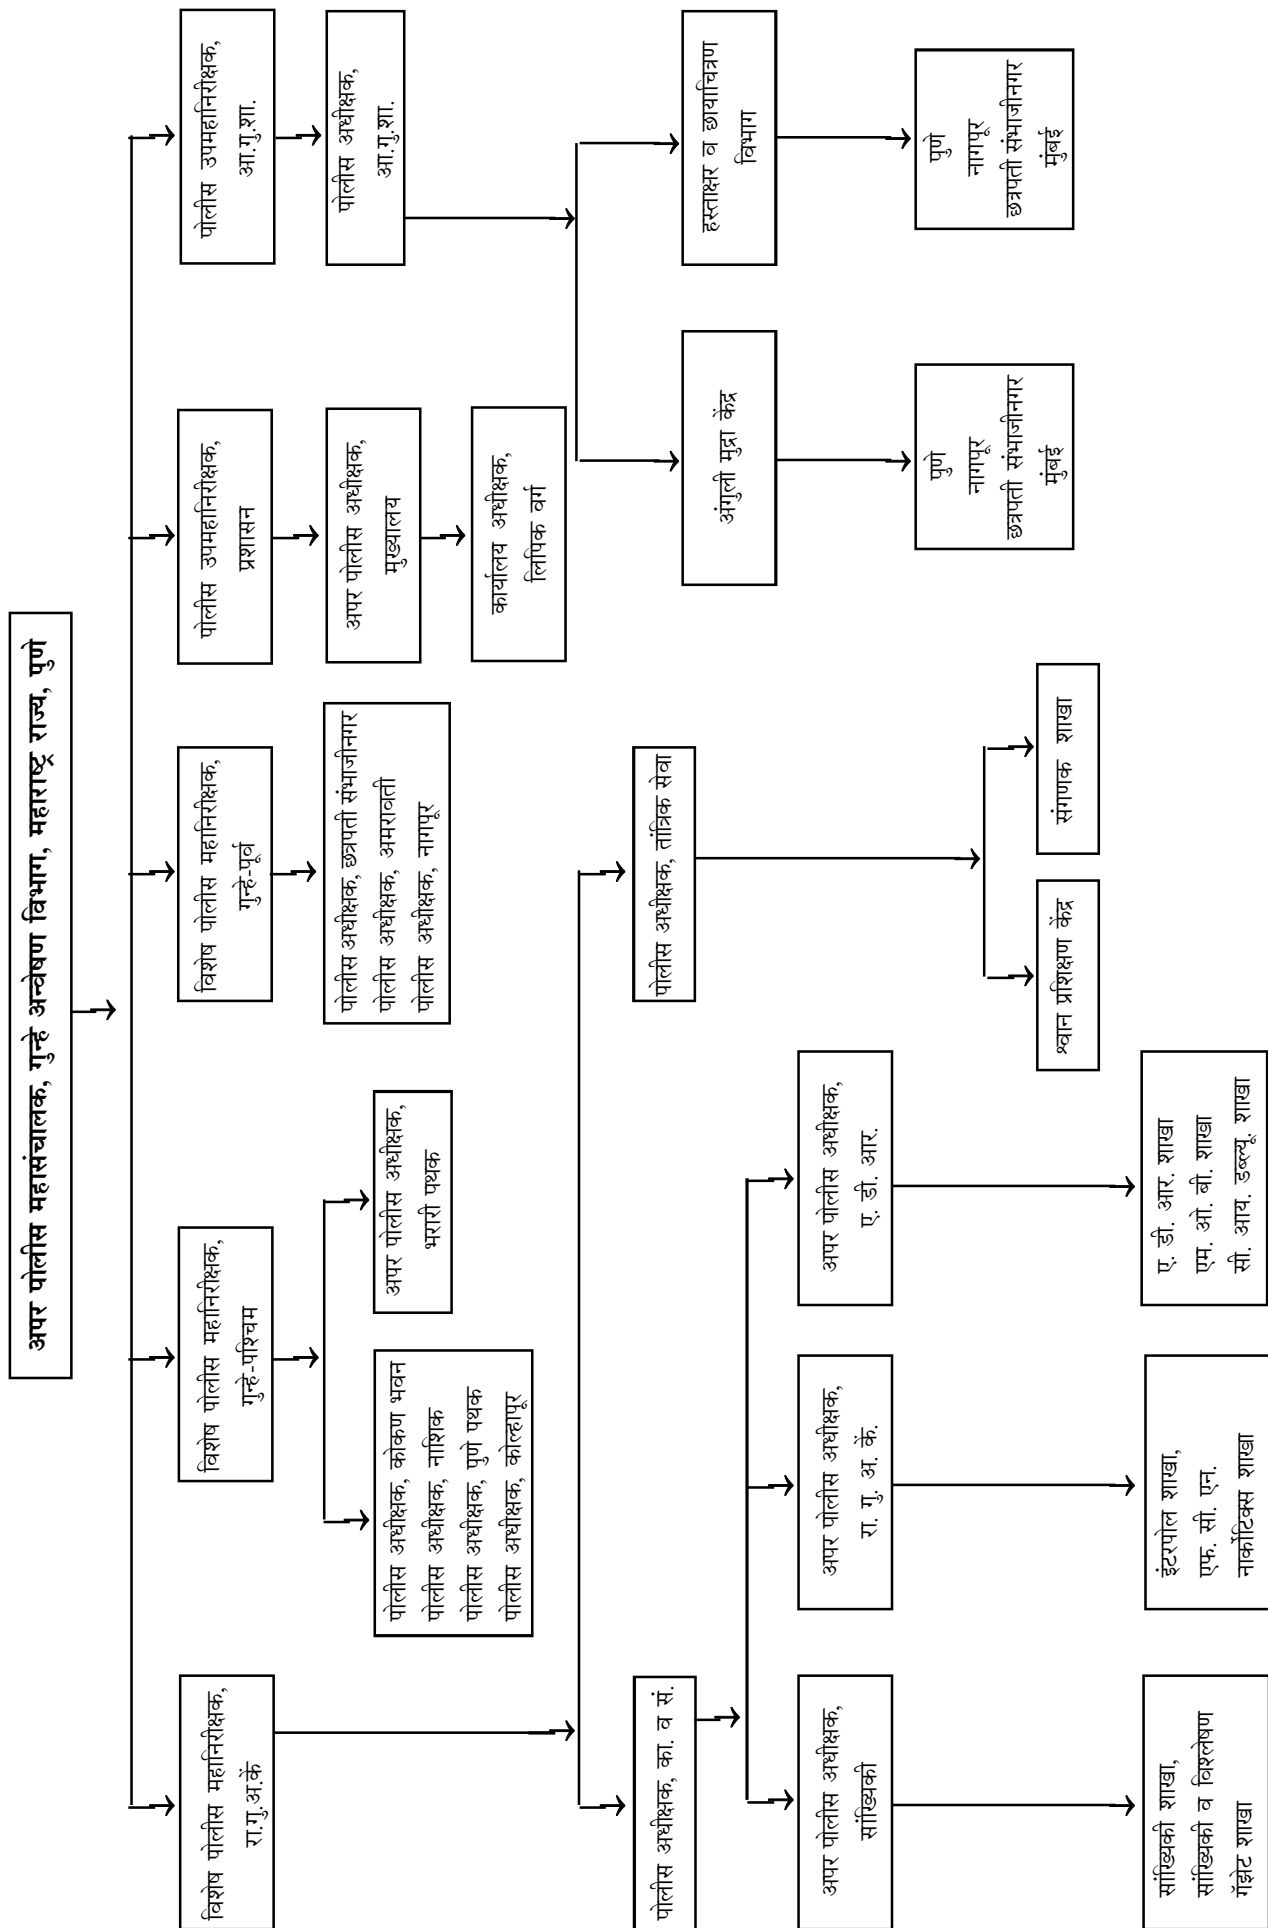 अपर पोलीस महासंचालक, गुन्हे अन्वेषण विभाग, महाराष्ट्र राज्य, पुणे
विशेष पोलीस महानिरीक्षक,
रा.गु.अ.कें
विशेष पोलीस महानिरीक्षक,
गुन्हे-पश्चिम
विशेष पोलीस महानिरीक्षक,
गुन्हे-पूर्व
पोलीस उपमहानिरीक्षक,
प्रशासन
पोलीस उपमहानिरीक्षक,
आ.गु.शा.
पोलीस अधीक्षक, कोकण भवन
पोलीस अधीक्षक, नाशिक
पोलीस अधीक्षक, पुणे पथक
पोलीस अधीक्षक, कोल्हापूर
अपर पोलीस अधीक्षक,
भरारी पथक
पोलीस अधीक्षक, छत्रपती संभाजीनगर
पोलीस अधीक्षक, अमरावती
पोलीस अधीक्षक, नागपूर
अपर पोलीस अधीक्षक,
मुख्यालय
पोलीस अधीक्षक,
आ.गु.शा.
कार्यालय अधीक्षक,
लिपिक वर्ग
पोलीस अधीक्षक, का. व सं.
पोलीस अधीक्षक, तांत्रिक सेवा
अंगुली मुद्रा केंद्र
हस्ताक्षर व छायाचित्रण
विभाग
अपर पोलीस अधीक्षक,
सांख्यिकी
अपर पोलीस अधीक्षक,
रा. गु. अ. कें.
अपर पोलीस अधीक्षक,
ए. डी. आर.
पुणे
नागपूर
छत्रपती संभाजीनगर
मुंबई
पुणे
नागपूर
छत्रपती संभाजीनगर
मुंबई
श्वान प्रशिक्षण केंद्र
संगणक शाखा
सांख्यिकी शाखा,
सांख्यिकी व विश्लेषण
गॅझेट शाखा
इंटरपोल शाखा,
एफ. सी. एन.
नार्कोटिक्स शाखा
ए. डी. आर. शाखा
एम. ओ. बी. शाखा
सी. आय. डब्ल्यू. शाखा